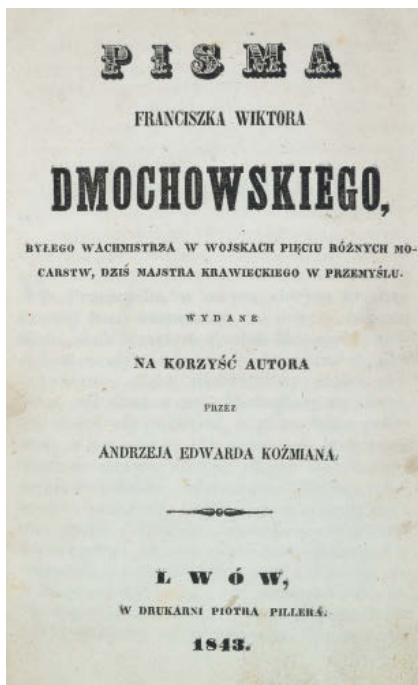 PISMA
FRANCISZKA WIKTORA
DMOCHOWSKIEGO,
BYŁEGO WACHMISTRZA W WOJSKACH PIĘCIU RÓŻNYCH MO-
CARSTW, DZIŚ MAJSTRA KRAWIECKIEGO W PRZEMYŚLU.
WYDANE
NA KORZYŚĆ AUTORA
PRZEZ
ANDRZEJA EDWARDA KOŹMIANA.
LWÓW,
W DRUKARNI PIOTRA PILLERA.
1843.